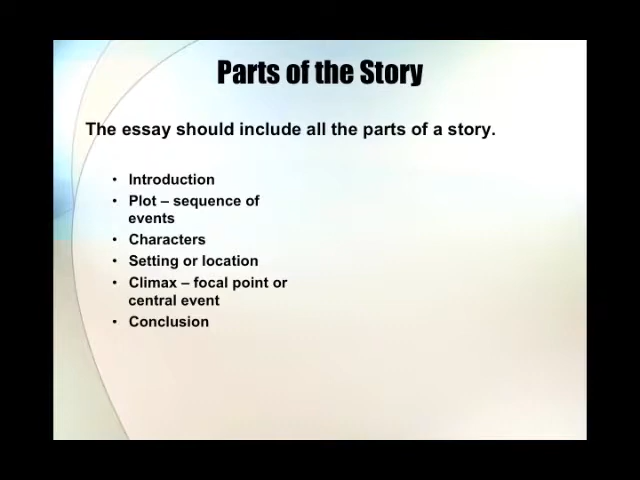 Parts of the Story
The essay should include all the parts of a story.
• Introduction
• Plot – sequence of
events
• Characters
• Setting or location
• Climax – focal point or
central event
• Conclusion